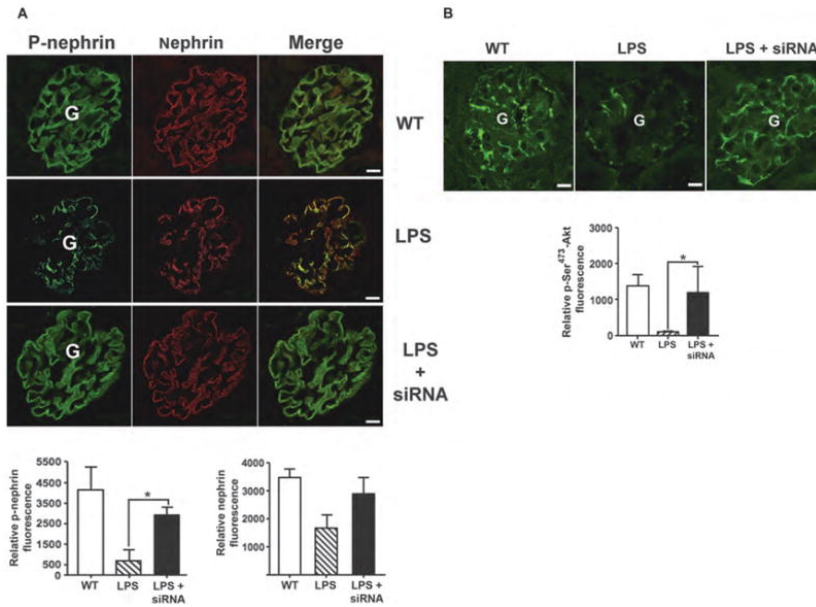 A
P-nephrin Nephrin Merge
G
WT
G
LPS
G
LPS
+
siRNA
Relative p-nephrin
fluorescence
5500
4500
3500
2500
1500
500
0
*
WT LPS LPS +
siRNA
Relative nephrin
fluorescence
4000
3000
2000
1000
WT LPS LPS +
siRNA
B
WT LPS LPS + siRNA
G G G
Relative p-Ser473-Akt
fluorescence
3000
2000
1000
0
*
WT LPS LPS +
siRNA